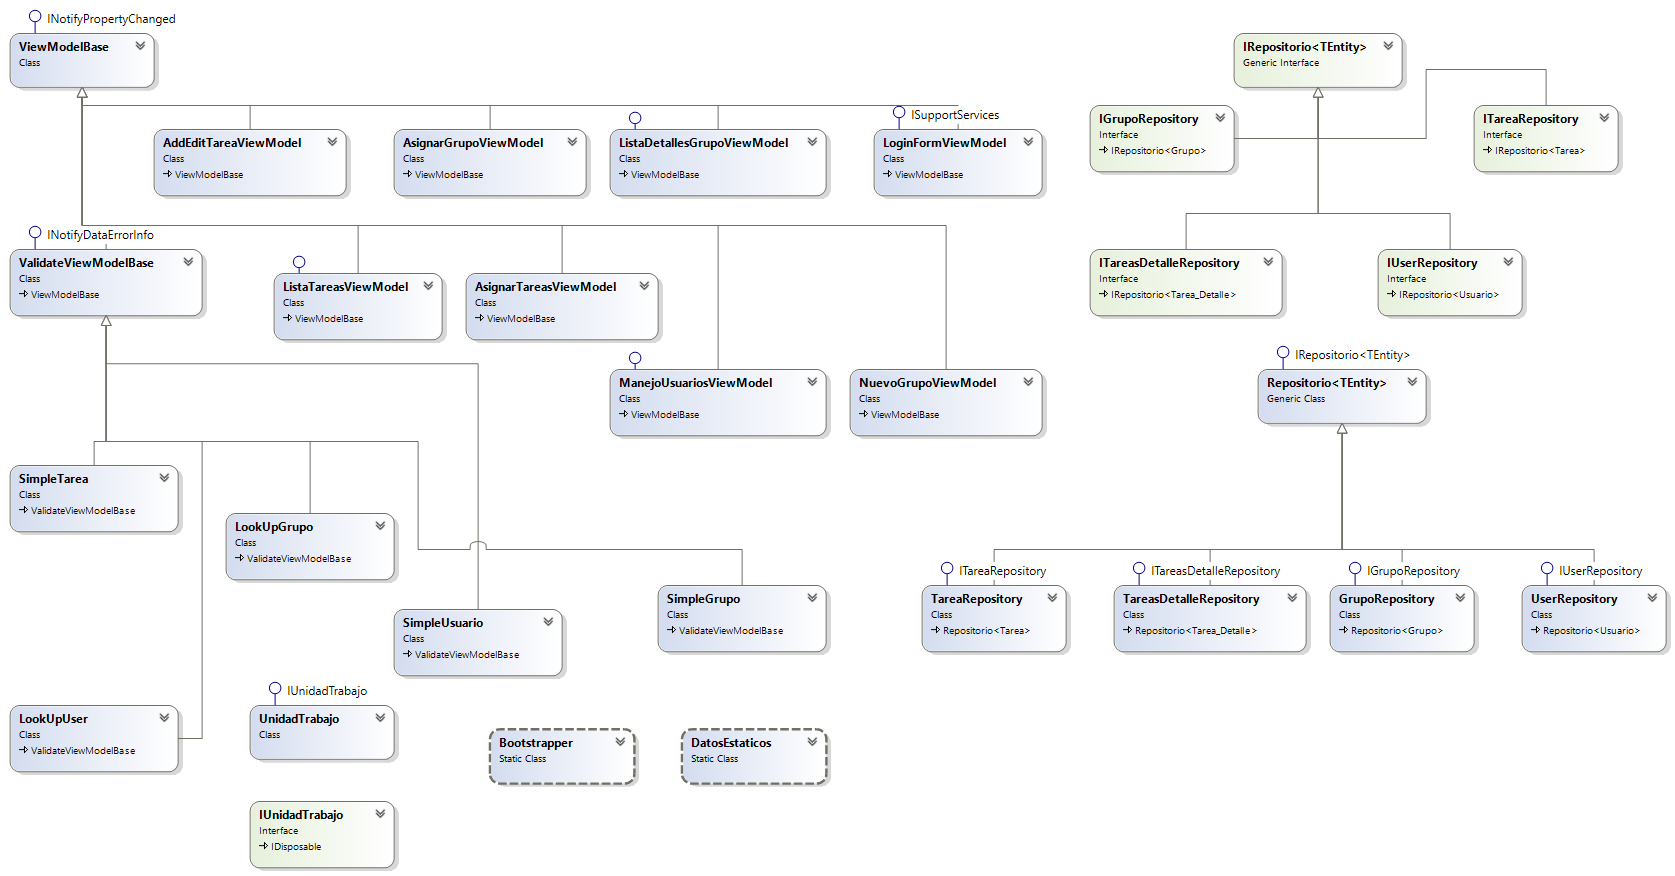 INotifyPropertyChanged
ViewModelBase
Class
IRepositorio<TEntity>
Generic Interface
IGrupoRepository
Interface
IRepositorio<Grupo>
ITareaRepository
Interface
IRepositorio<Tarea>
AddEditTareaViewModel
Class
ViewModelBase
AsignarGrupoViewModel
Class
ViewModelBase
ListaDetallesGrupoViewModel
Class
ViewModelBase
ISupportServices
LoginFormViewModel
Class
ViewModelBase
INotifyDataErrorInfo
ValidateViewModelBase
Class
ViewModelBase
ListaTareasViewModel
Class
ViewModelBase
AsignarTareasViewModel
Class
ViewModelBase
ITareasDetalleRepository
Interface
IRepositorio<Tarea_Detalle>
IUserRepository
Interface
IRepositorio<Usuario>
ManejoUsuariosViewModel
Class
ViewModelBase
NuevoGrupoViewModel
Class
ViewModelBase
IRepositorio<TEntity>
Repositorio<TEntity>
Generic Class
SimpleTarea
Class
ValidateViewModelBase
LookUpGrupo
Class
ValidateViewModelBase
SimpleUsuario
Class
ValidateViewModelBase
SimpleGrupo
Class
ValidateViewModelBase
ITareaRepository
TareaRepository
Class
Repositorio<Tarea>
ITareasDetalleRepository
TareasDetalleRepository
Class
Repositorio<Tarea_Detalle>
IGrupoRepository
GrupoRepository
Class
Repositorio<Grupo>
IUserRepository
UserRepository
Class
Repositorio<Usuario>
LookUpUser
Class
ValidateViewModelBase
IUnidadTrabajo
UnidadTrabajo
Class
Bootstrapper
Static Class
DatosEstaticos
Static Class
IUnidadTrabajo
Interface
IDisposable